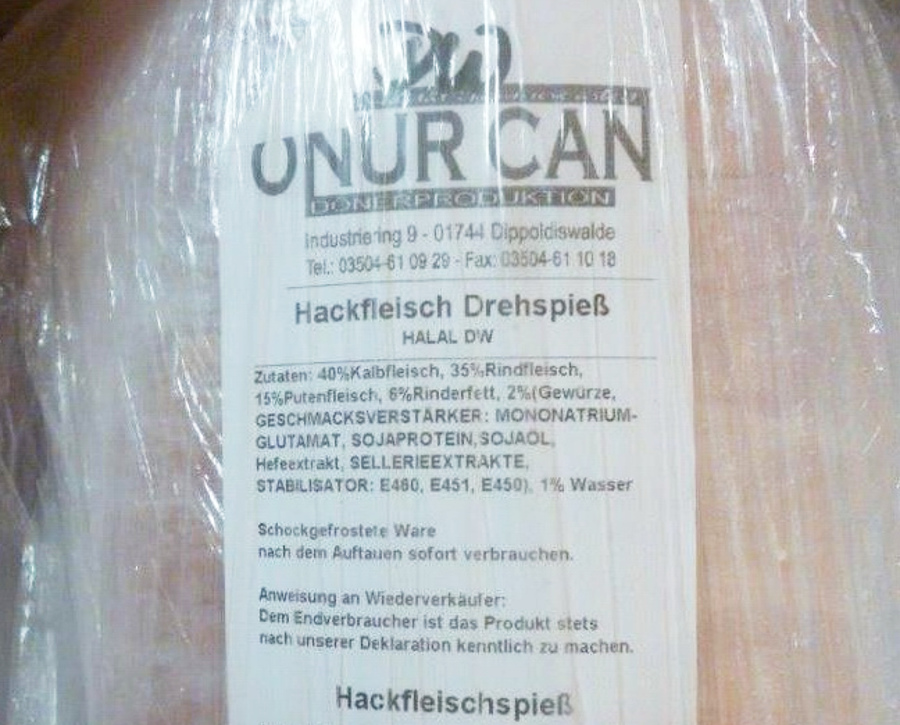 DW
ONUR CAN
DÖNERPRODUKTION
Industriering 9 - 01744 Dippoldiswalde
Tel.: 03504-61 09 29 - Fax: 03504-61 10 18
Hackfleisch Drehspieß
HALAL DW
Zutaten: 40%Kalbfleisch, 35%Rindfleisch,
15%Putenfleisch, 6%Rinderfett, 2%(Gewürze,
GESCHMACKSVERSTÄRKER: MONONATRIUM-
GLUTAMAT, SOJAPROTEIN,SOJAÖL,
Hefeextrakt, SELLERIEEXTRAKTE,
STABILISATOR: E460, E451, E450), 1% Wasser
Schockgefrostete Ware
nach dem Auftauen sofort verbrauchen.
Anweisung an Wiederverkäufer:
Dem Endverbraucher ist das Produkt stets
nach unserer Deklaration kenntlich zu machen.
Hackfleischspieß